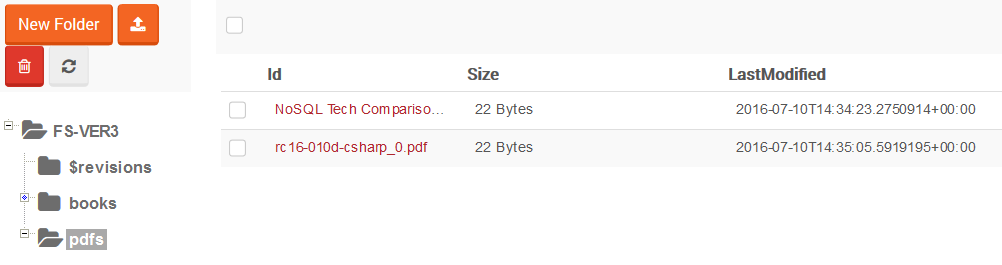 New Folder
FS-VER3
$revisions
books
pdfs
Id Size LastModified
NoSQL Tech Compariso... 22 Bytes 2016-07-10T14:34:23.2750914+00:00
rc16-010d-csharp_0.pdf 22 Bytes 2016-07-10T14:35:05.5919195+00:00